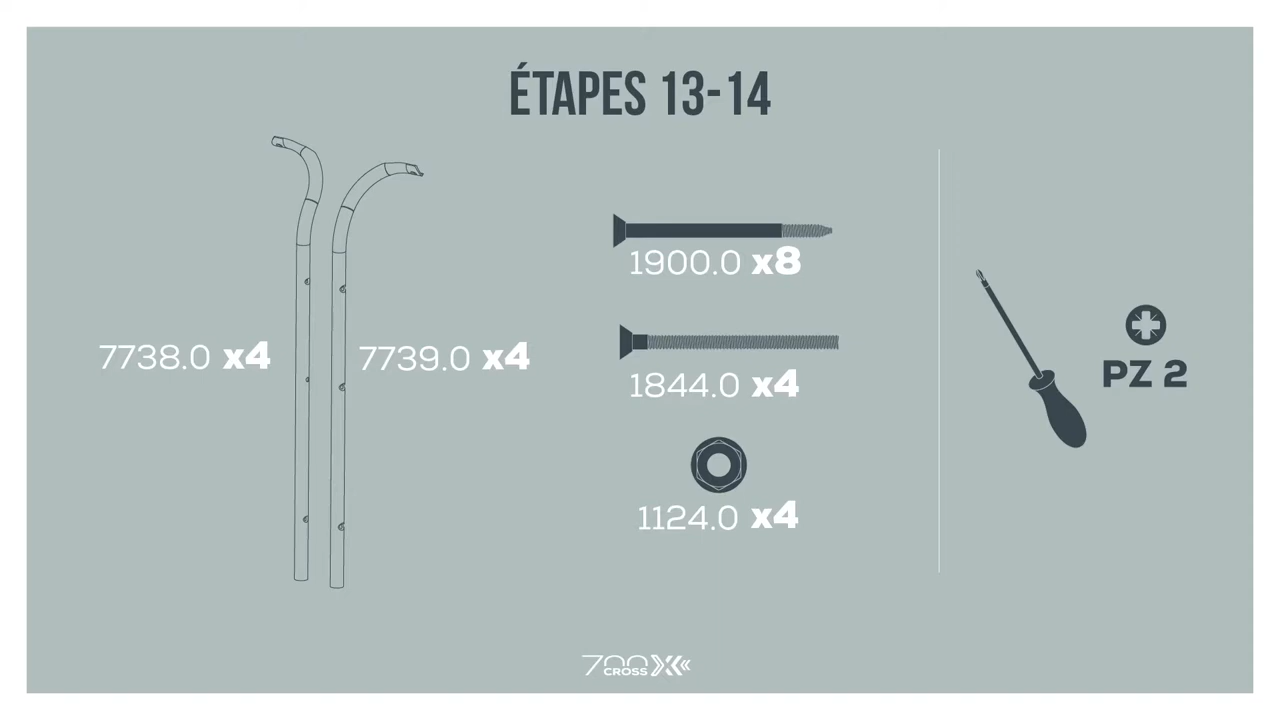 ÉTAPES 13-14
7738.0 x4
7739.0 x4
1900.0 x8
1844.0 x4
1124.0 x4
PZ 2
700 CROSS X